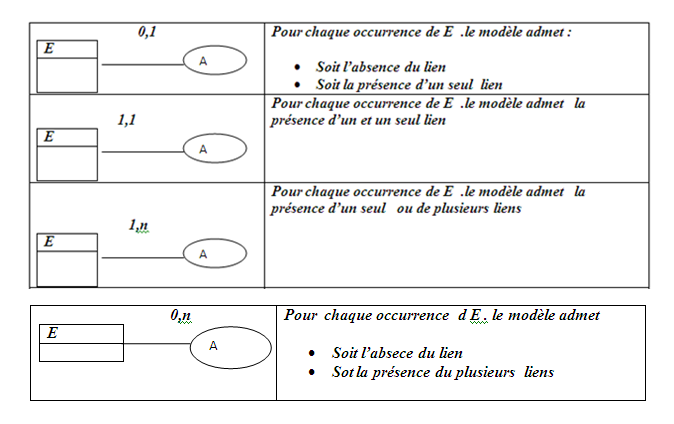 0,1
E
A
Pour chaque occurrence de E .le modèle admet :
• Soit l'absence du lien
• Soit la présence d'un seul lien
1,1
E
A
Pour chaque occurrence de E .le modèle admet la
présence d'un et un seul lien
1,n
E
A
Pour chaque occurrence de E .le modèle admet la
présence d'un seul ou de plusieurs liens
0,n
E
A
Pour chaque occurrence d E . le modèle admet
• Soit l'absece du lien
• Sot la présence du plusieurs liens